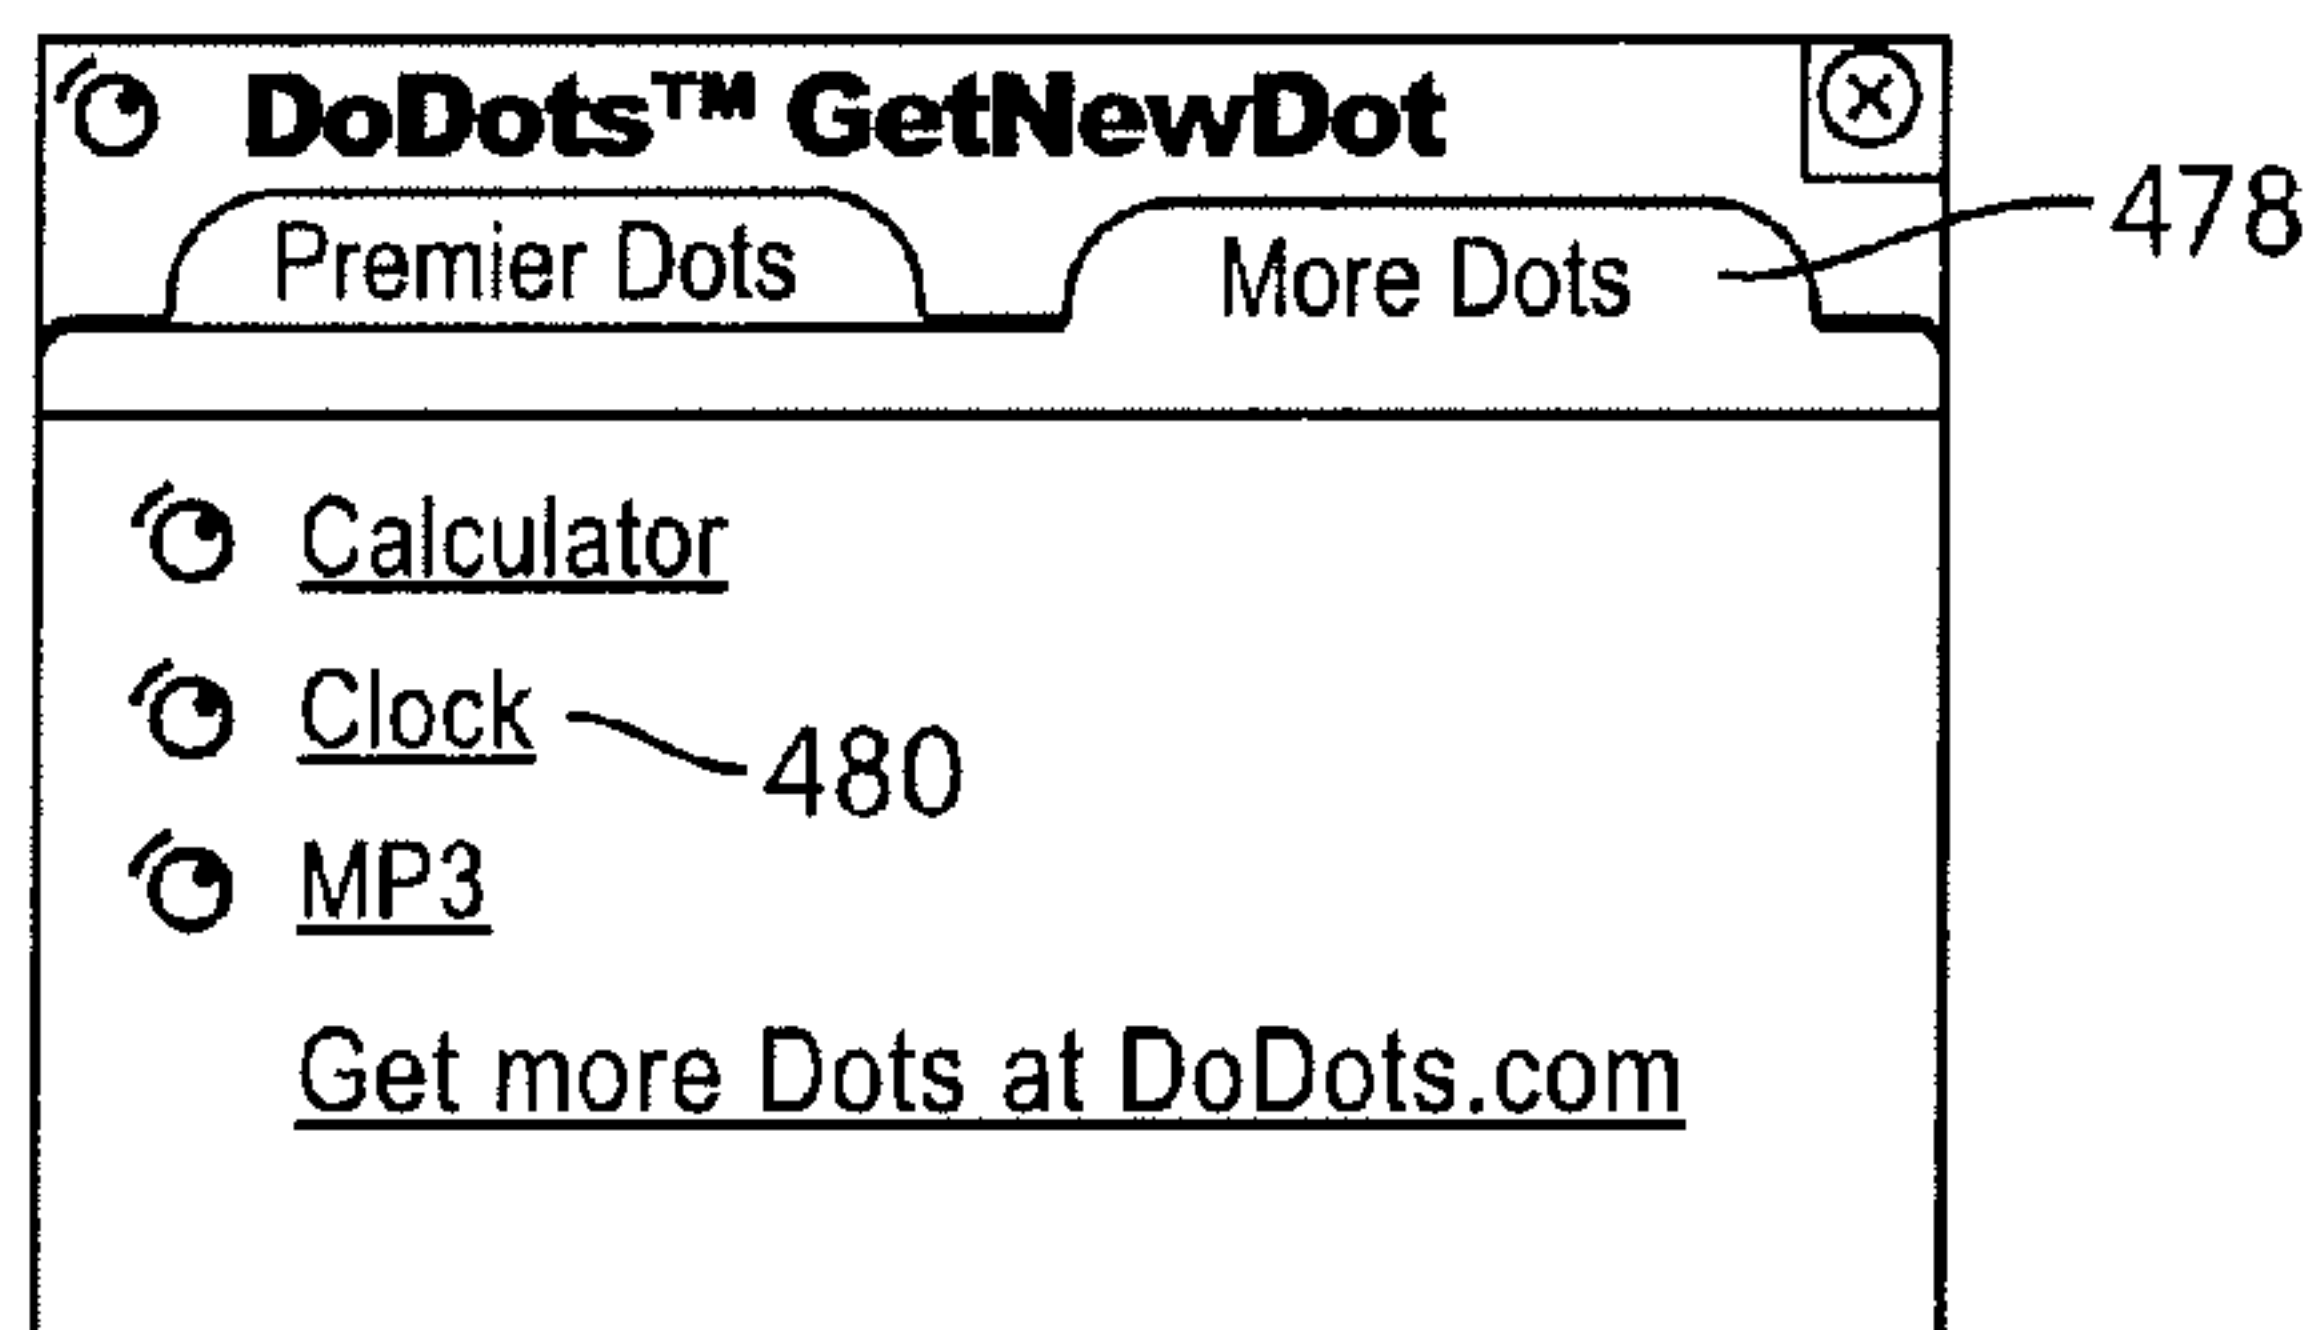 DoDots™ GetNewDot
Premier Dots More Dots 478
Calculator
Clock 480
MP3
Get more Dots at DoDots.com